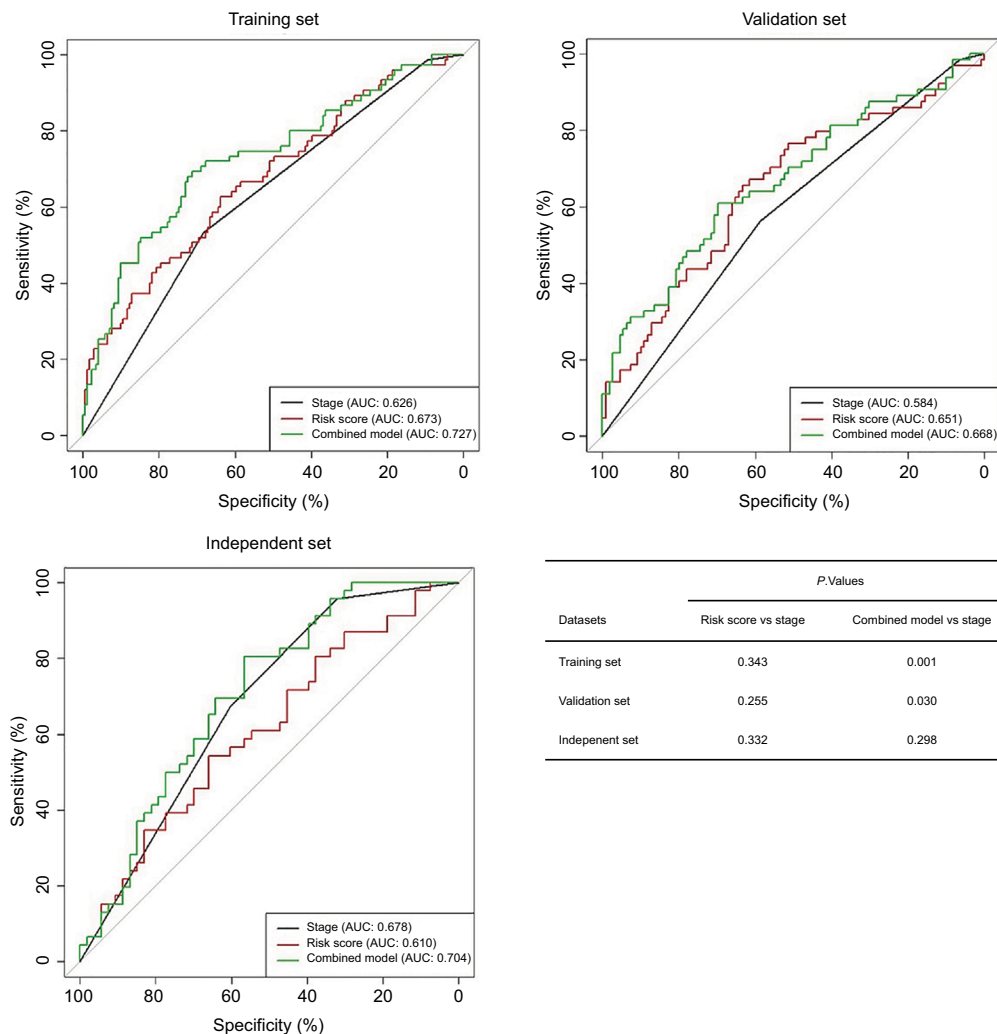 Training set
Sensitivity (%)
100
80
60
40
20
0
Stage (AUC: 0.626)
Risk score (AUC: 0.673)
Combined model (AUC: 0.727)
100 80 60 40 20 0
Specificity (%)
Validation set
Sensitivity (%)
100
80
60
40
20
0
Stage (AUC: 0.584)
Risk score (AUC: 0.651)
Combined model (AUC: 0.668)
100 80 60 40 20 0
Specificity (%)
Independent set
Sensitivity (%)
100
80
60
40
20
0
Stage (AUC: 0.678)
Risk score (AUC: 0.610)
Combined model (AUC: 0.704)
100 80 60 40 20 0
Specificity (%)
P.Values
Datasets Risk score vs stage Combined model vs stage
Training set 0.343 0.001
Validation set 0.255 0.030
Indepenent set 0.332 0.298